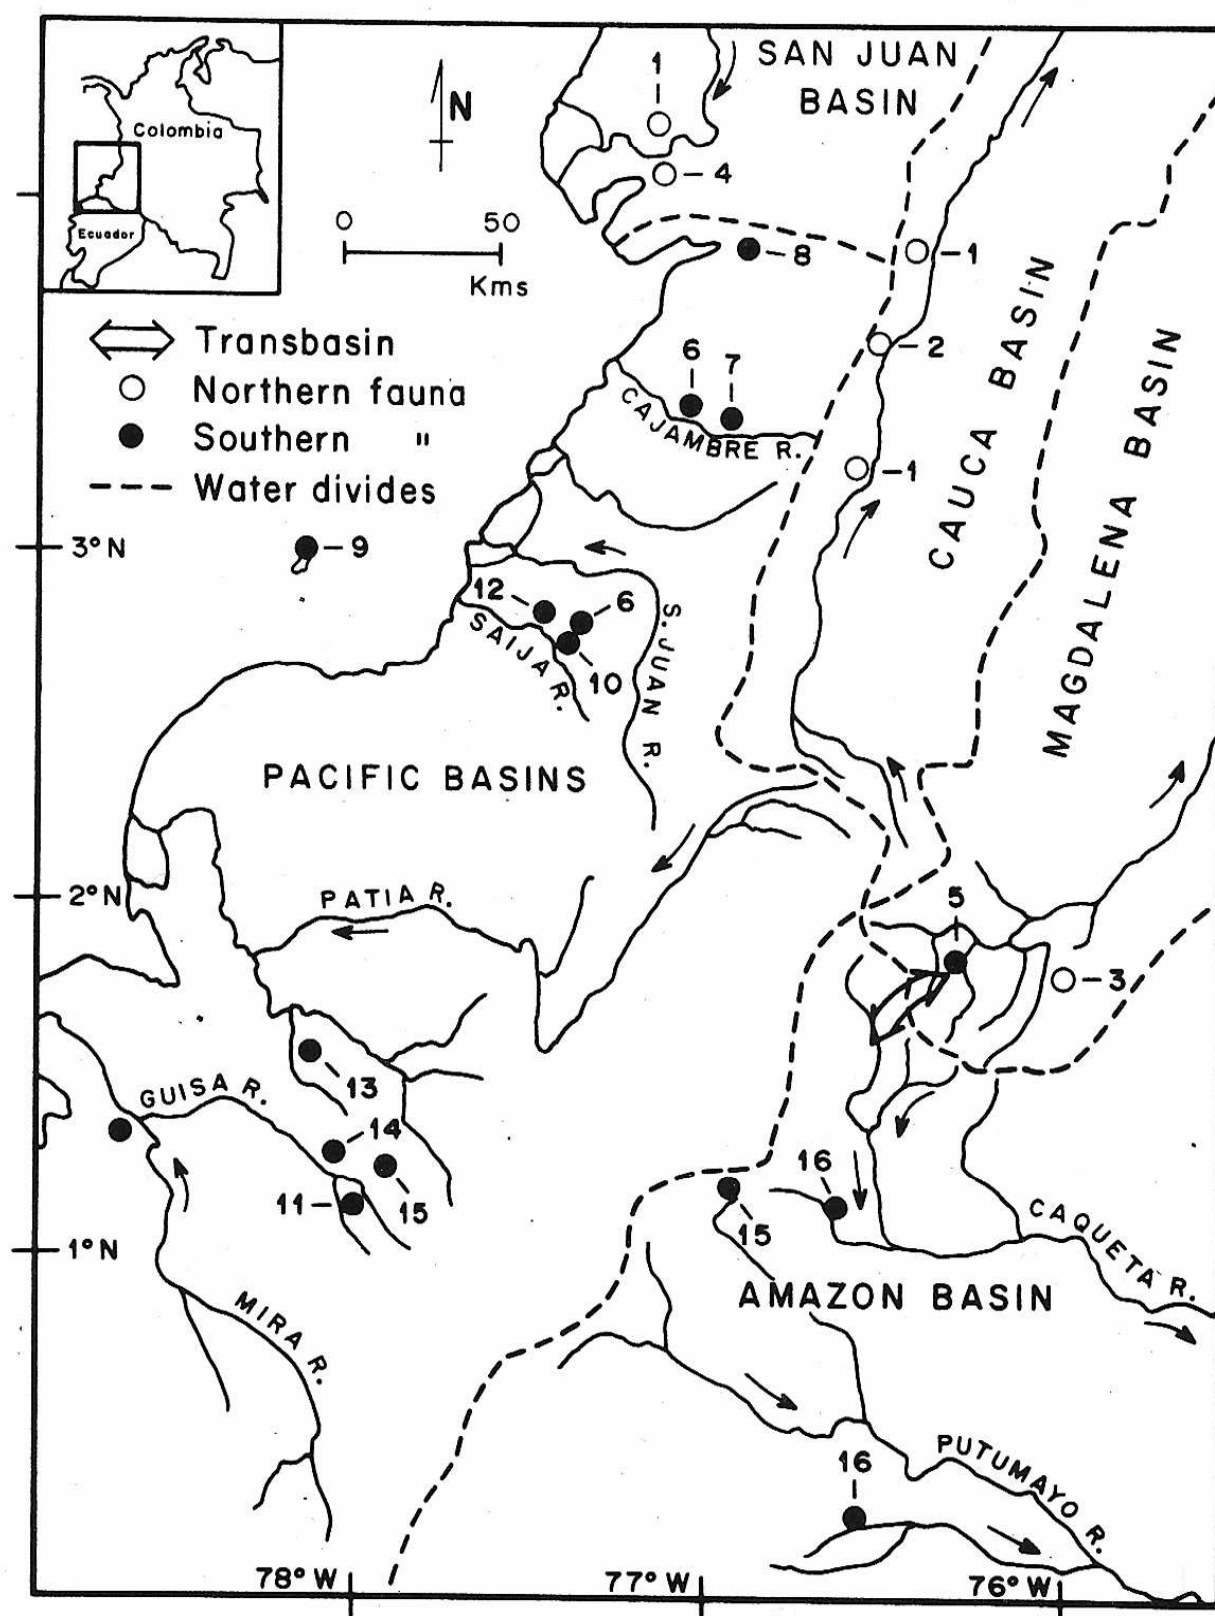 SAN JUAN
BASIN
1
N
Colombia
Ecuador
4
0 50
Kms
8
1
Transbasin
Northern fauna
Southern "
Water divides
2
6
7
CAJAMBRE R.
1
CAUCA BASIN
MAGDALENA BASIN
3°N
9
12
6
10
SAIJA R.
S. JUAN R.
PACIFIC BASINS
2°N
PATIA R.
5
3
13
GUISA R.
14
15
11
16
15
1°N
CAQUETA R.
AMAZON BASIN
MIRA R.
16
PUTUMAYO R.
78°W
77°W
76°W